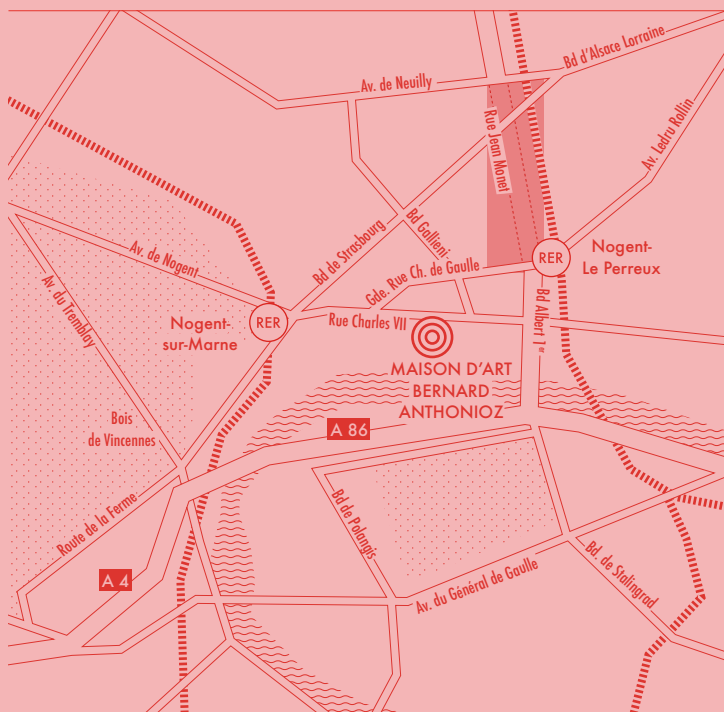 Bd d'Alsace Lorraine
Av. de Neuilly
Rue Jean Monet
Av. Ledru Rollin
Bd Gallieni
Bd de Strasbourg
Av. de Nogent
Gde. Rue Ch. de Gaulle
RER
Nogent-
Le Perreux
Av. du Tremblay
Nogent-
sur-Marne
RER
Rue Charles VII
Bd Albert 1er
MAISON D'ART
BERNARD
ANTHONIOZ
Bois
de Vincennes
A 86
Route de la Ferme
Bd de Polangis
A 4
Av. du Général de Gaulle
Bd. de Stalingrad